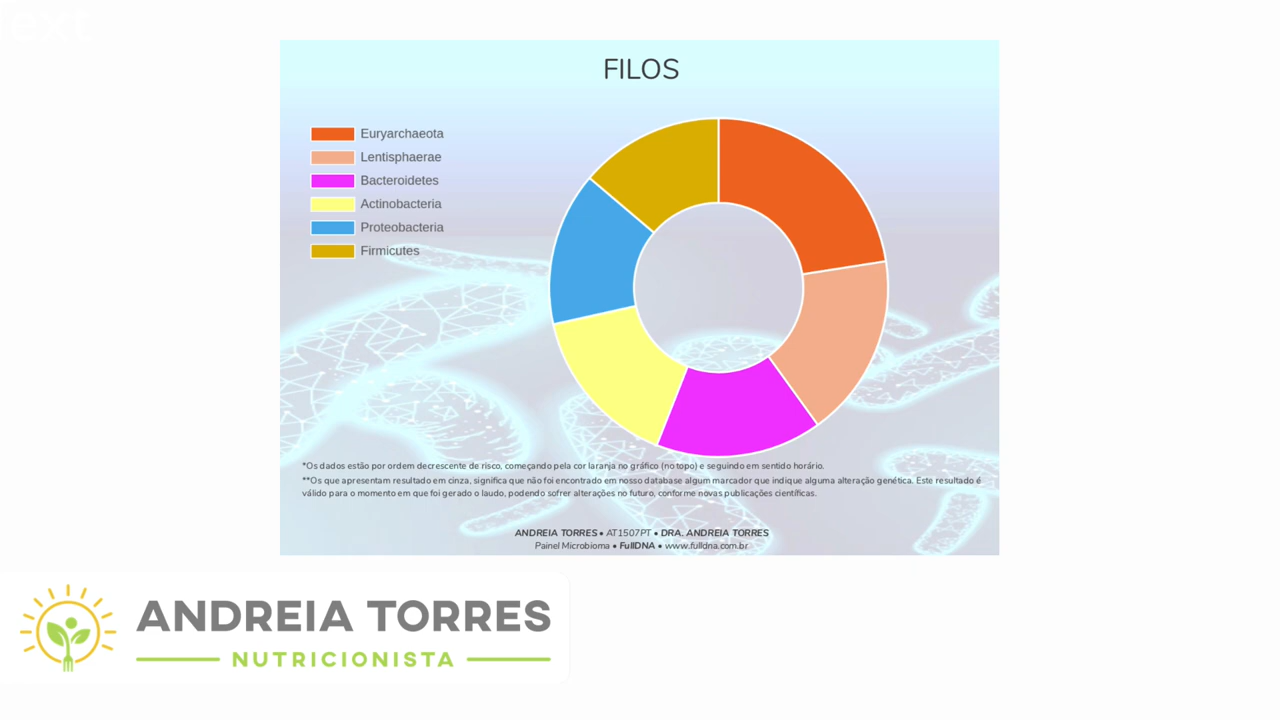 Text
FILOS
Euryarchaeota
Lentisphaerae
Bacteroidetes
Actinobacteria
Proteobacteria
Firmicutes
*Os dados estão por ordem decrescente de risco, começando pela cor laranja no gráfico (no topo) e seguindo em sentido horário.
**Os que apresentam resultado em cinza, significa que não foi encontrado em nosso database algum marcador que indique alguma alteração genética. Este resultado é
válido para o momento em que foi gerado o laudo, podendo sofrer alterações no futuro, conforme novas publicações científicas.
ANDREIA TORRES • AT1507PT • DRA. ANDREIA TORRES
Painel Microbioma • FullDNA • www.fulldna.com.br
ANDREIA TORRES
NUTRICIONISTA